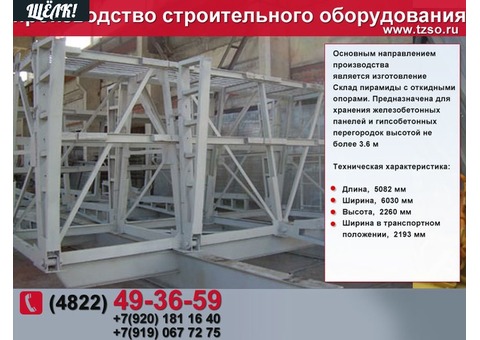 ЩЁЛК!
производство строительного оборудования
www.tzso.ru
Основным направлением
производства
является изготовление
Склад пирамиды с откидными
опорами. Предназначена для
хранения железобетонных
панелей и гипсобетонных
перегородок высотой не
более 3.6 м
Техническая характеристика:
Длина, 5082 мм
Ширина, 6030 мм
Высота, 2260 мм
Ширина в транспортном
положении, 2193 мм
(4822) 49-36-59
+7(920) 181 16 40
+7(919) 067 72 75